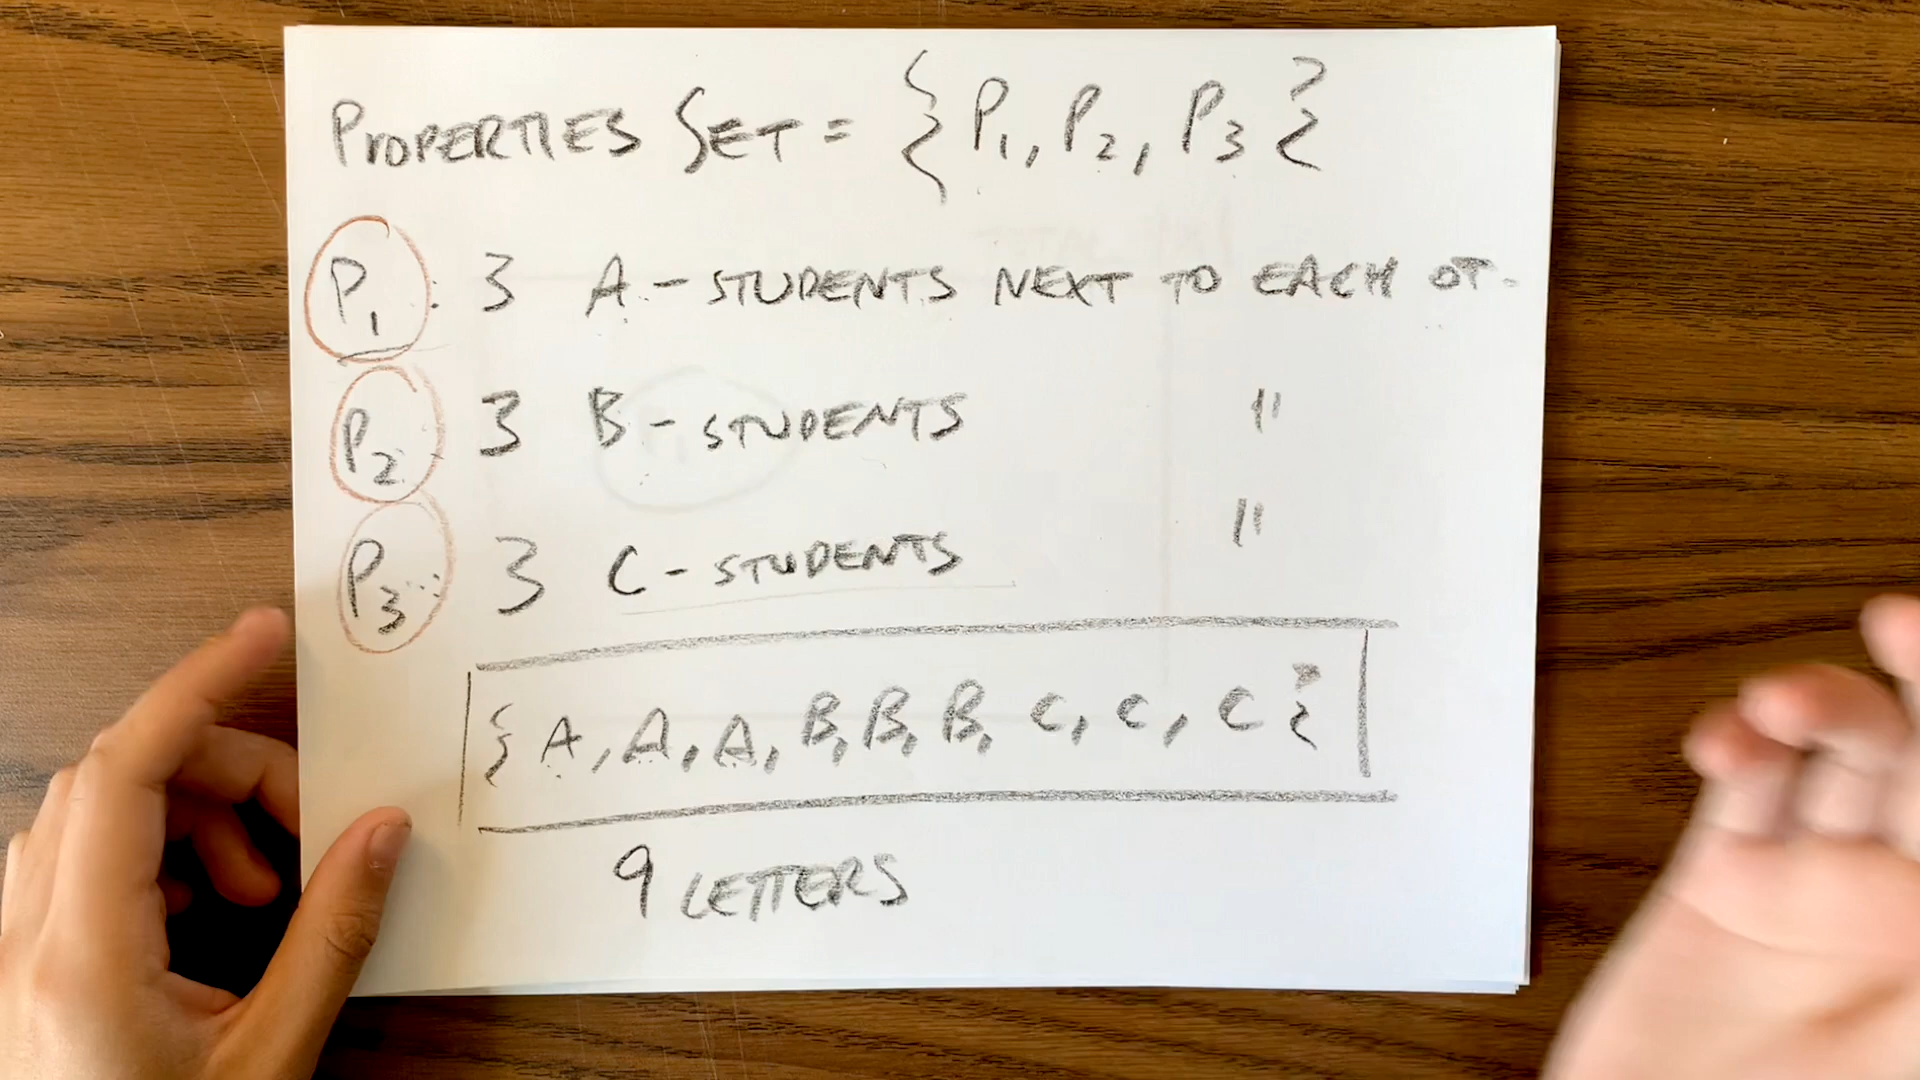 PROPERTIES SET = { P1, P2, P3 }
P1: 3 A - STUDENTS NEXT TO EACH OT.
P2: 3 B - STUDENTS "
P3: 3 C - STUDENTS "
{ A, A, A, B, B, B, C, C, C }
9 LETTERS